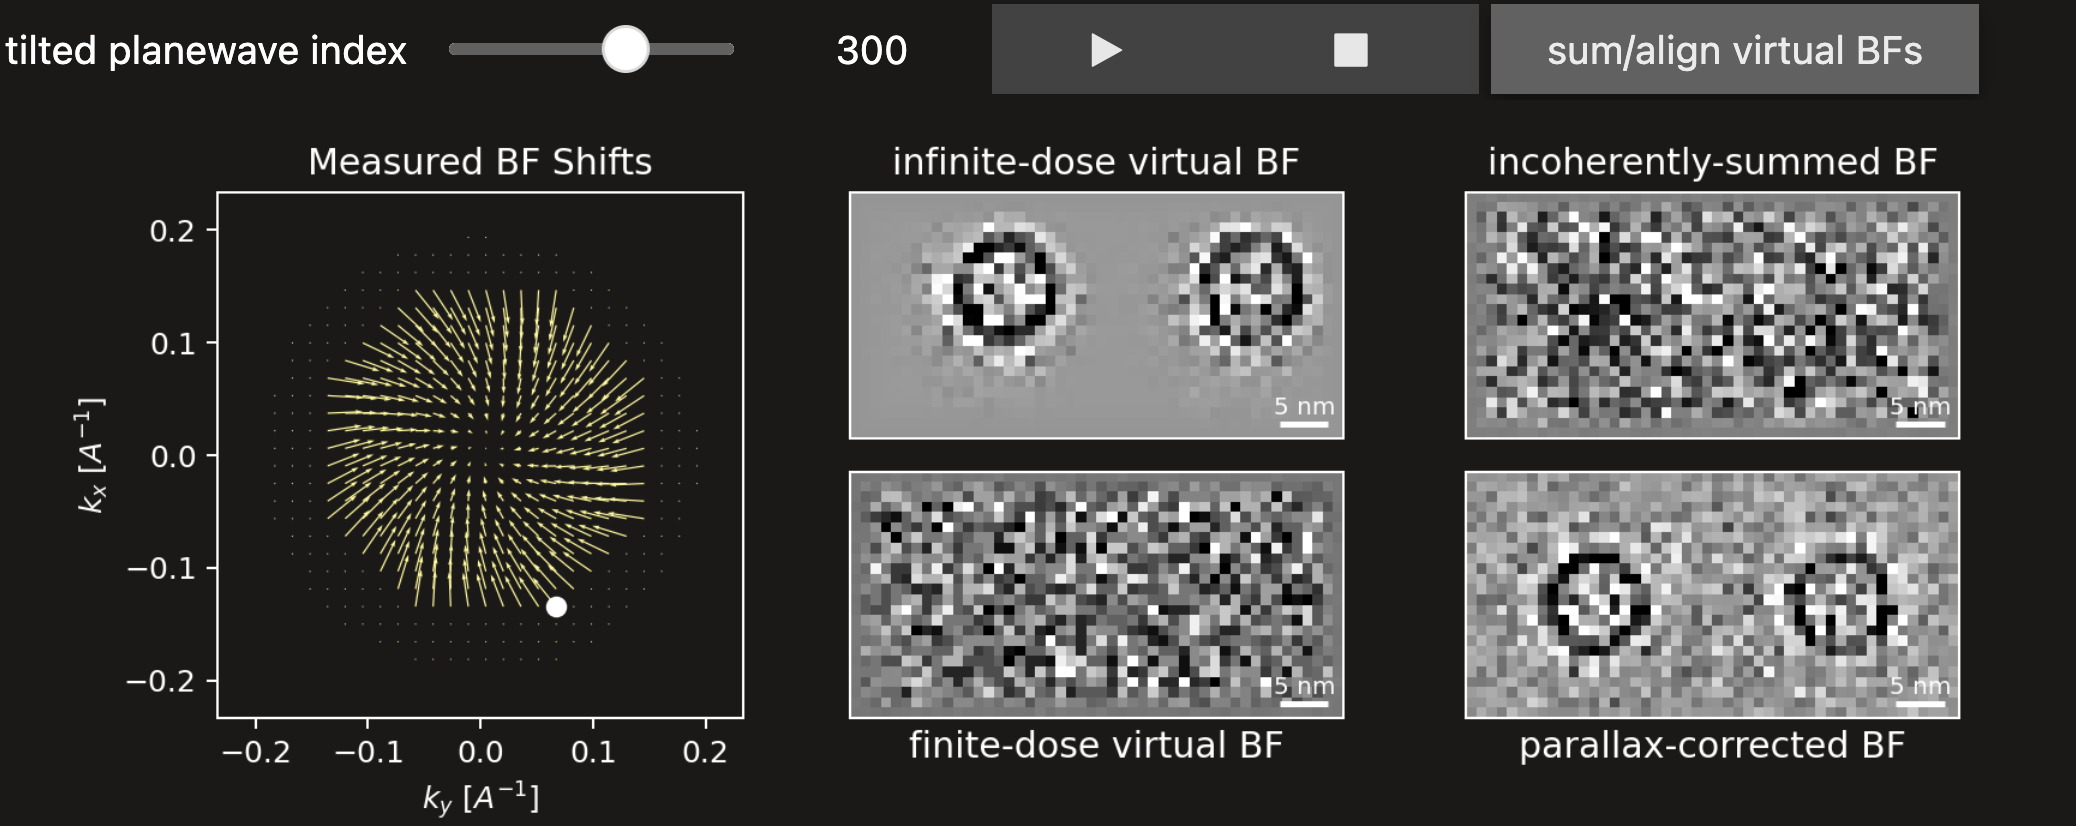 tilted planewave index
300
sum/align virtual BFs
Measured BF Shifts
0.2
0.1
0.0
−0.1
−0.2
k_x [A⁻¹]
−0.2 −0.1 0.0 0.1 0.2
k_y [A⁻¹]
infinite-dose virtual BF
5 nm
incoherently-summed BF
5 nm
5 nm
finite-dose virtual BF
5 nm
parallax-corrected BF